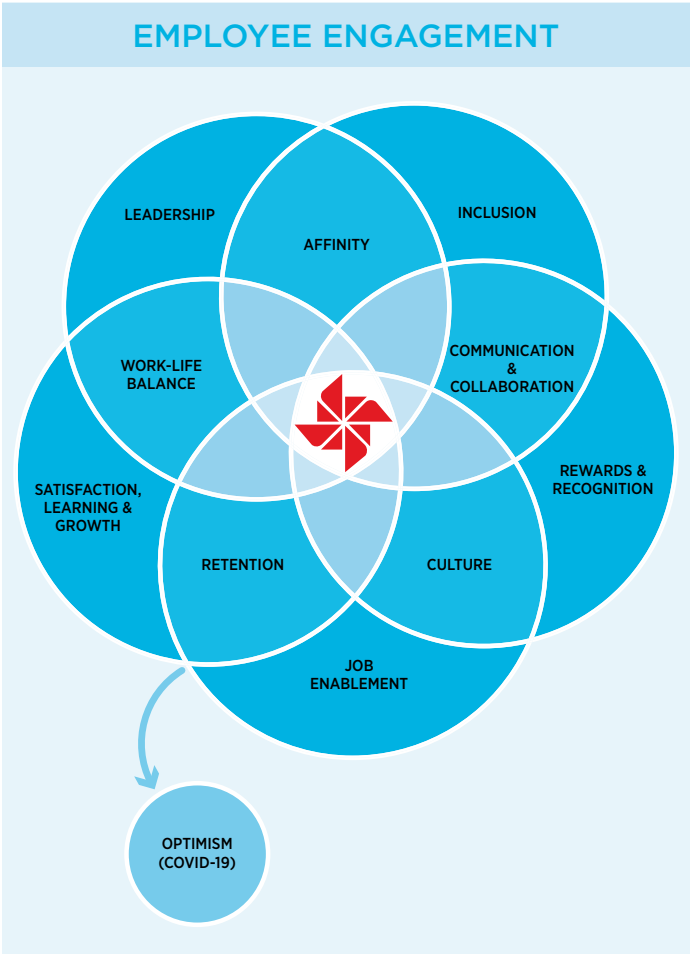 EMPLOYEE ENGAGEMENT
LEADERSHIP
INCLUSION
AFFINITY
WORK-LIFE
BALANCE
COMMUNICATION
&
COLLABORATION
SATISFACTION,
LEARNING &
GROWTH
REWARDS &
RECOGNITION
RETENTION
CULTURE
JOB
ENABLEMENT
OPTIMISM
(COVID-19)